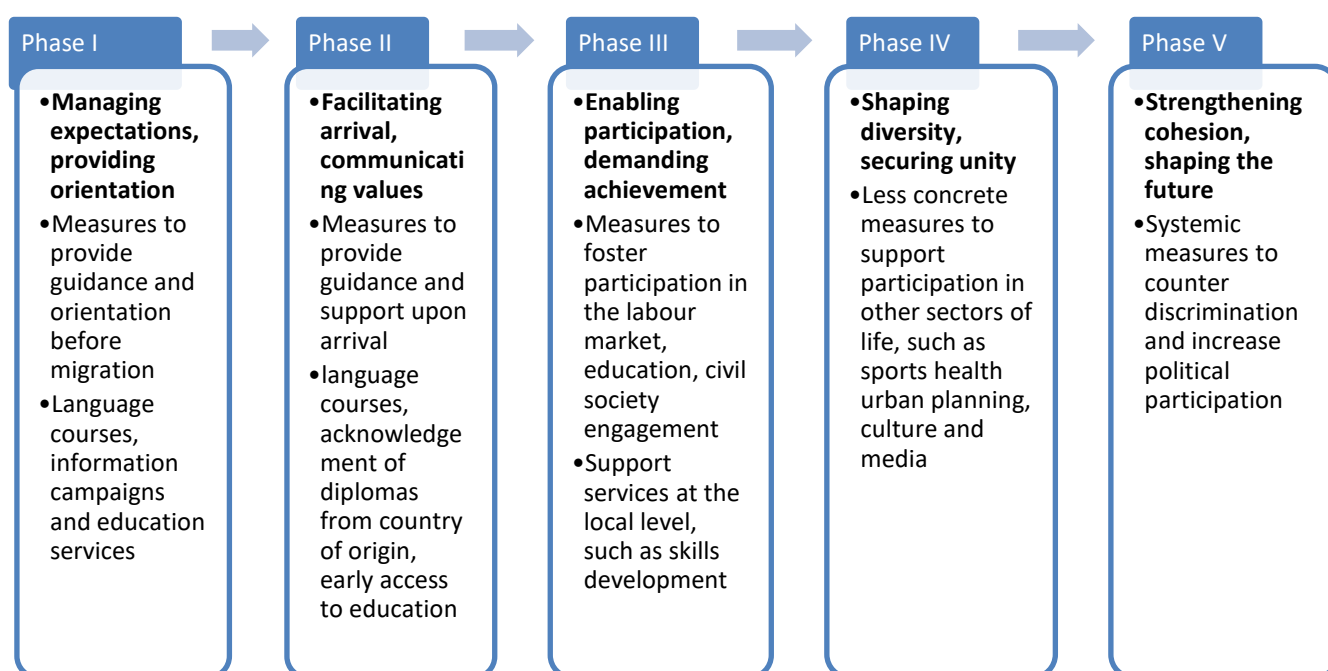 Phase I
•Managing
expectations,
providing
orientation
•Measures to
provide
guidance and
orientation
before
migration
•Language
courses,
information
campaigns
and education
services
Phase II
•Facilitating
arrival,
communicati
ng values
•Measures to
provide
guidance and
support upon
arrival
•language
courses,
acknowledge
ment of
diplomas
from country
of origin,
early access
to education
Phase III
•Enabling
participation,
demanding
achievement
•Measures to
foster
participation in
the labour
market,
education, civil
society
engagement
•Support
services at the
local level,
such as skills
development
Phase IV
•Shaping
diversity,
securing unity
•Less concrete
measures to
support
participation in
other sectors of
life, such as
sports health
urban planning,
culture and
media
Phase V
•Strengthening
cohesion,
shaping the
future
•Systemic
measures to
counter
discrimination
and increase
political
participation